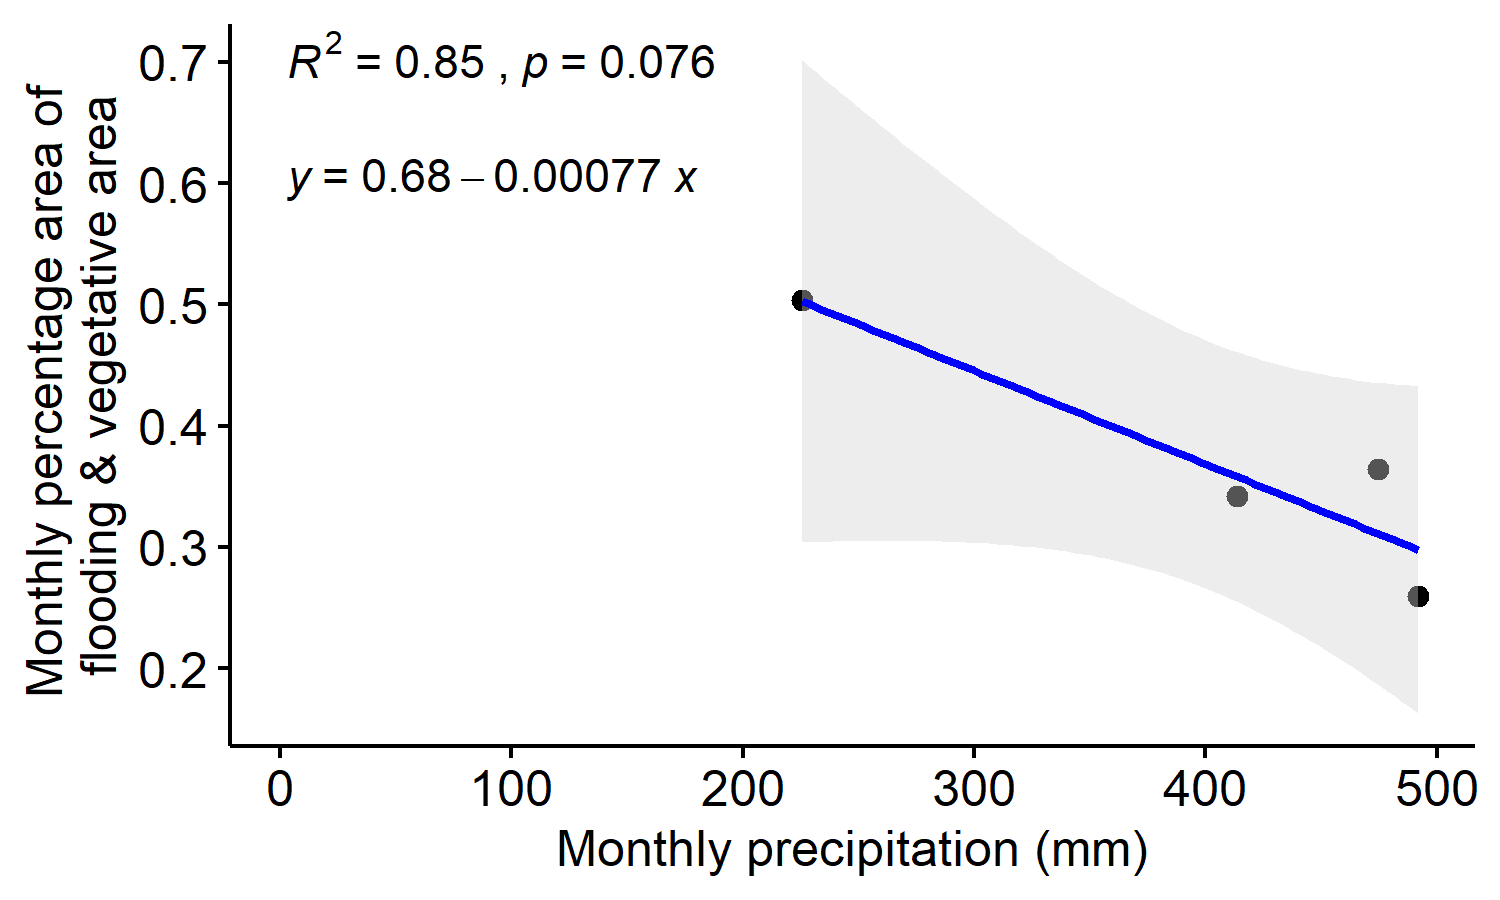 R² = 0.85 , p = 0.076
y = 0.68 – 0.00077 x
Monthly percentage area of
flooding & vegetative area
0.7
0.6
0.5
0.4
0.3
0.2
0 100 200 300 400 500
Monthly precipitation (mm)